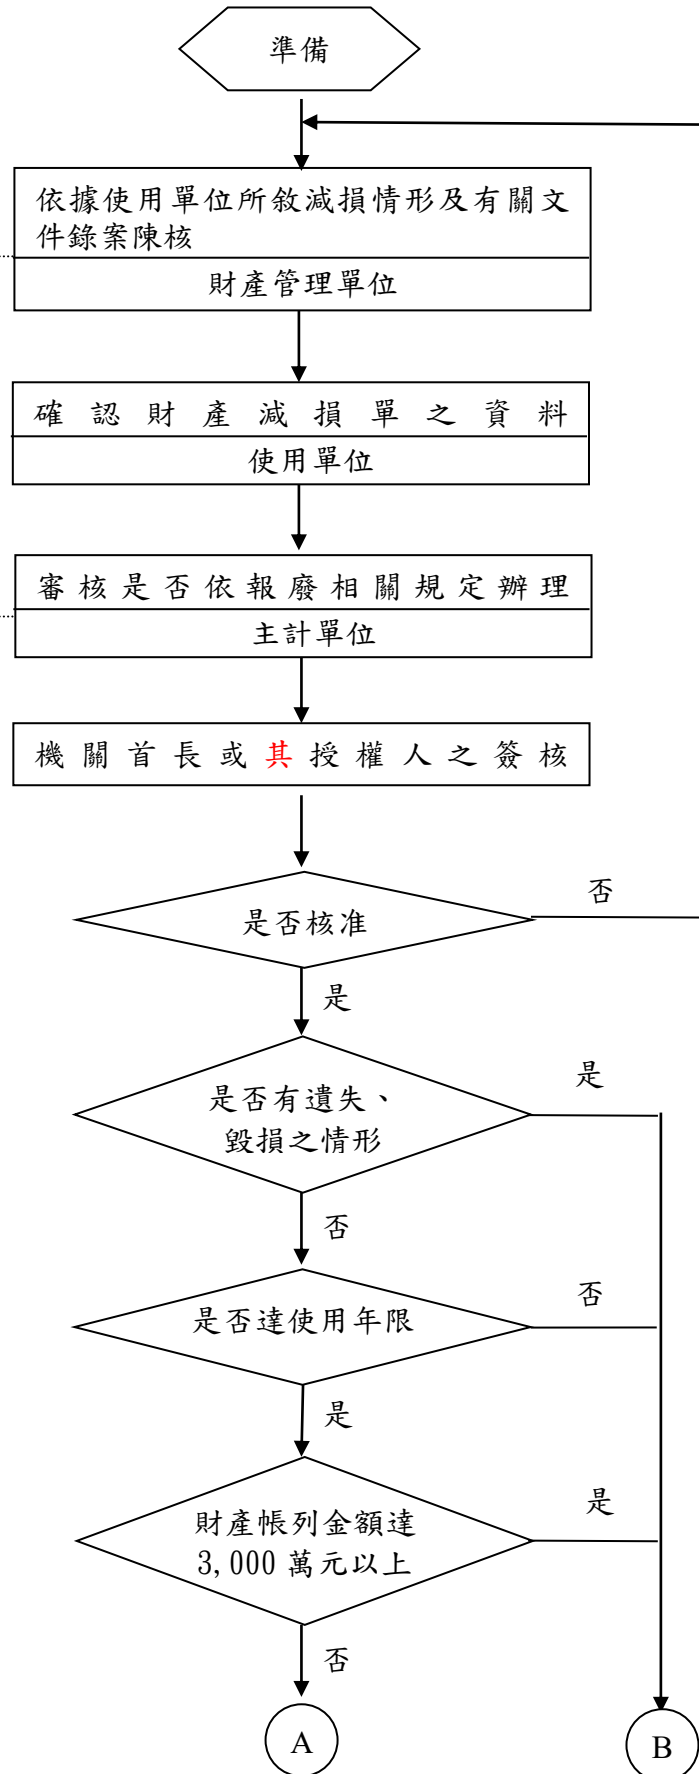 準備
依據使用單位所敘減損情形及有關文
件錄案陳核
財產管理單位
確認財產減損單之資料
使用單位
審核是否依報廢相關規定辦理
主計單位
機關首長或其授權人之簽核
否
是否核准
是
是
是否有遺失、
毀損之情形
否
否
是否達使用年限
是
是
財產帳列金額達
3,000 萬元以上
否
A
B